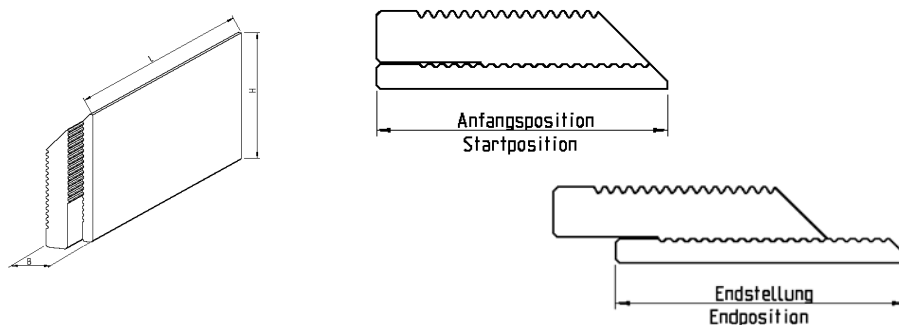 L
H
B
Anfangsposition
Startposition
Endstellung
Endposition